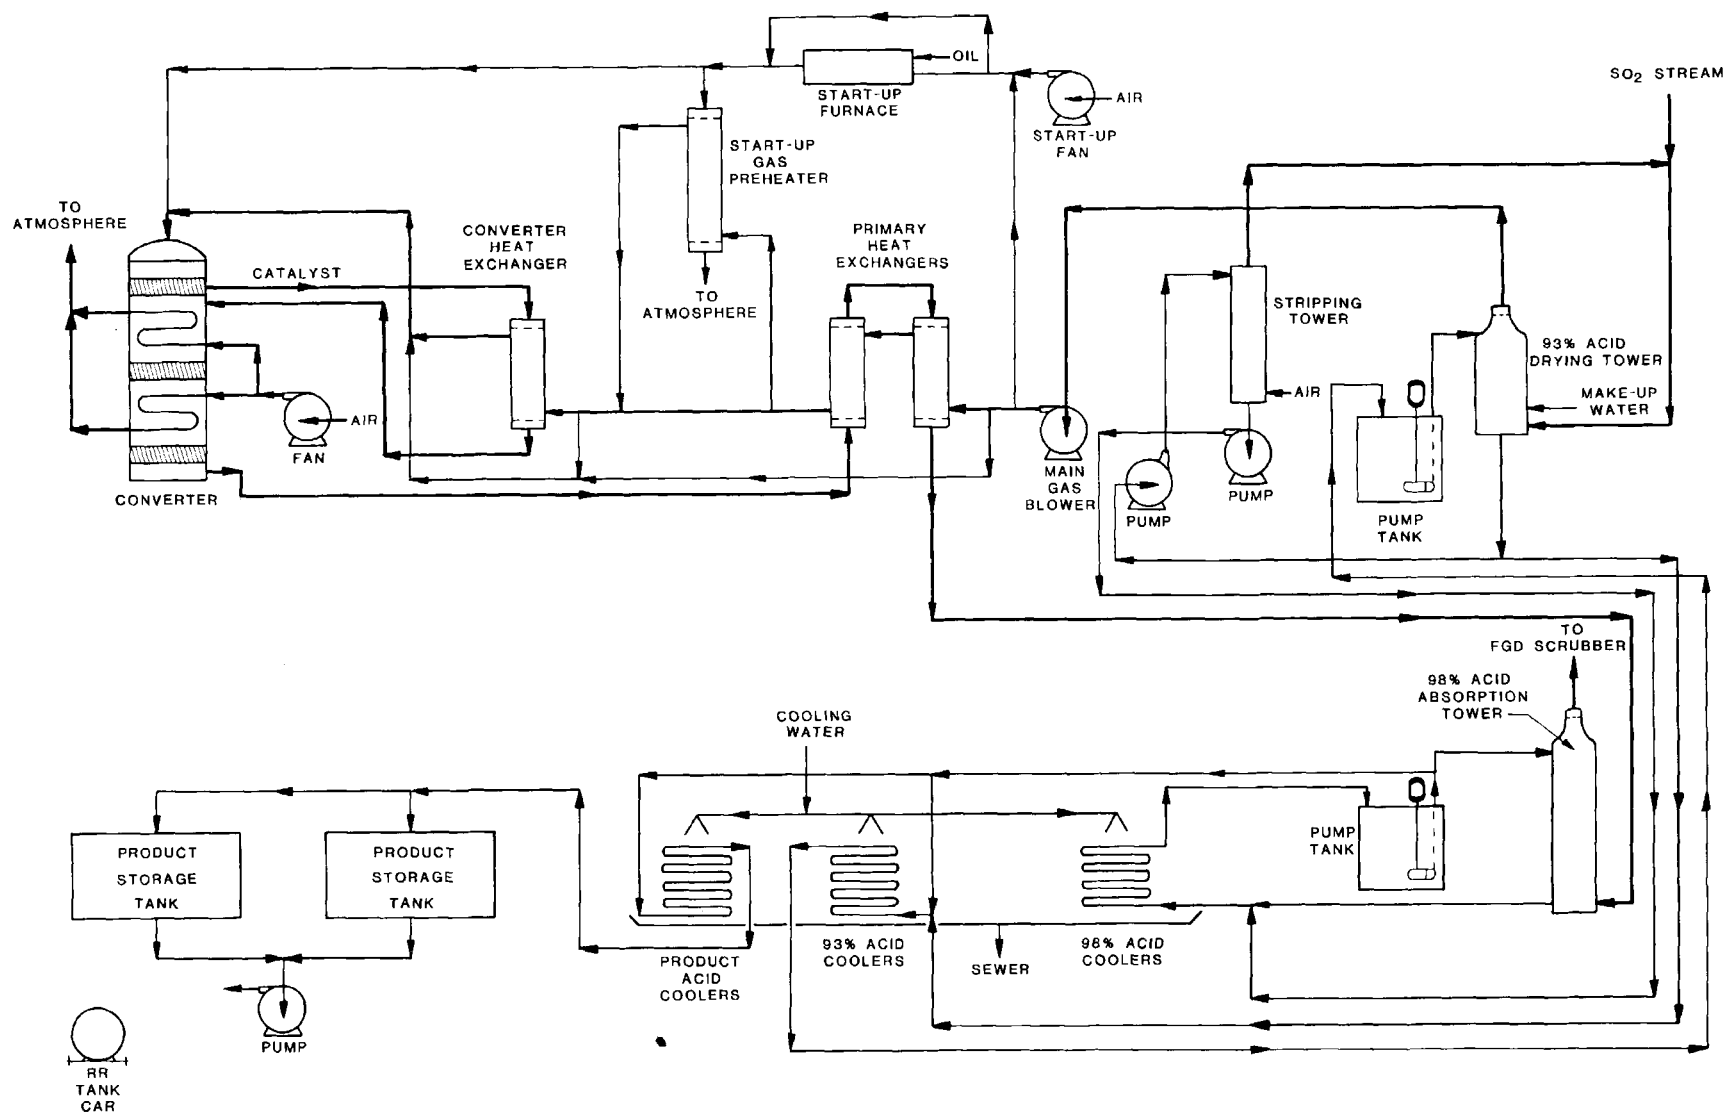 OIL
START-UP
FURNACE
AIR
START-UP
FAN
SO2 STREAM
START-UP
GAS
PREHEATER
TO
ATMOSPHERE
CONVERTER
HEAT
EXCHANGER
PRIMARY
HEAT
EXCHANGERS
CATALYST
TO
ATMOSPHERE
STRIPPING
TOWER
93% ACID
DRYING TOWER
AIR
MAKE-UP
WATER
AIR
FAN
CONVERTER
MAIN
GAS
BLOWER
PUMP
PUMP
PUMP
TANK
TO
FGD SCRUBBER
98% ACID
ABSORPTION
TOWER
COOLING
WATER
PUMP
TANK
PRODUCT
STORAGE
TANK
PRODUCT
STORAGE
TANK
PRODUCT
ACID
COOLERS
93% ACID
COOLERS
SEWER
98% ACID
COOLERS
PUMP
RR
TANK
CAR